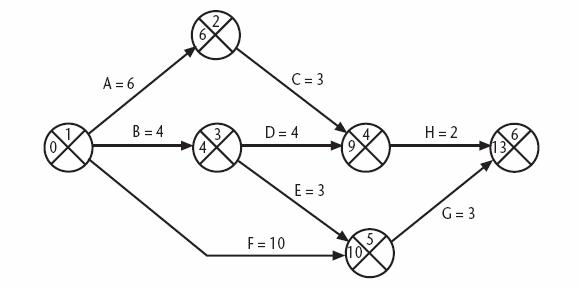 2
6
A = 6
C = 3
1
0
B = 4
3
4
D = 4
4
9
H = 2
6
13
E = 3
G = 3
F = 10
5
10